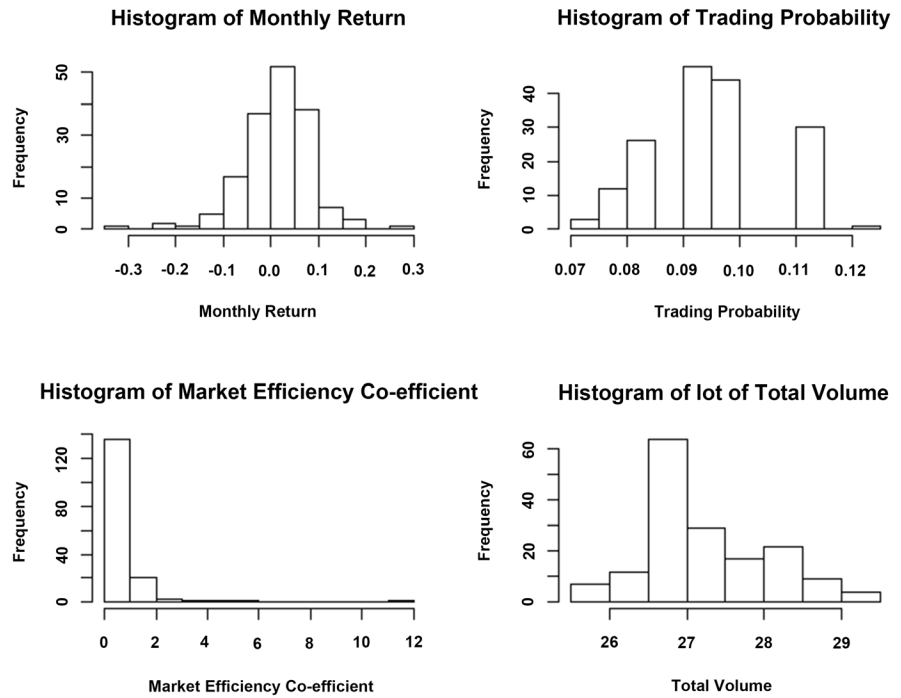 Histogram of Monthly Return
Frequency
50
30
10
0
-0.3 -0.2 -0.1 0.0 0.1 0.2 0.3
Monthly Return
Histogram of Trading Probability
Frequency
40
30
20
10
0
0.07 0.08 0.09 0.10 0.11 0.12
Trading Probability
Histogram of Market Efficiency Co-efficient
Frequency
120
80
40
0
0 2 4 6 8 10 12
Market Efficiency Co-efficient
Histogram of lot of Total Volume
Frequency
60
40
20
0
26 27 28 29
Total Volume